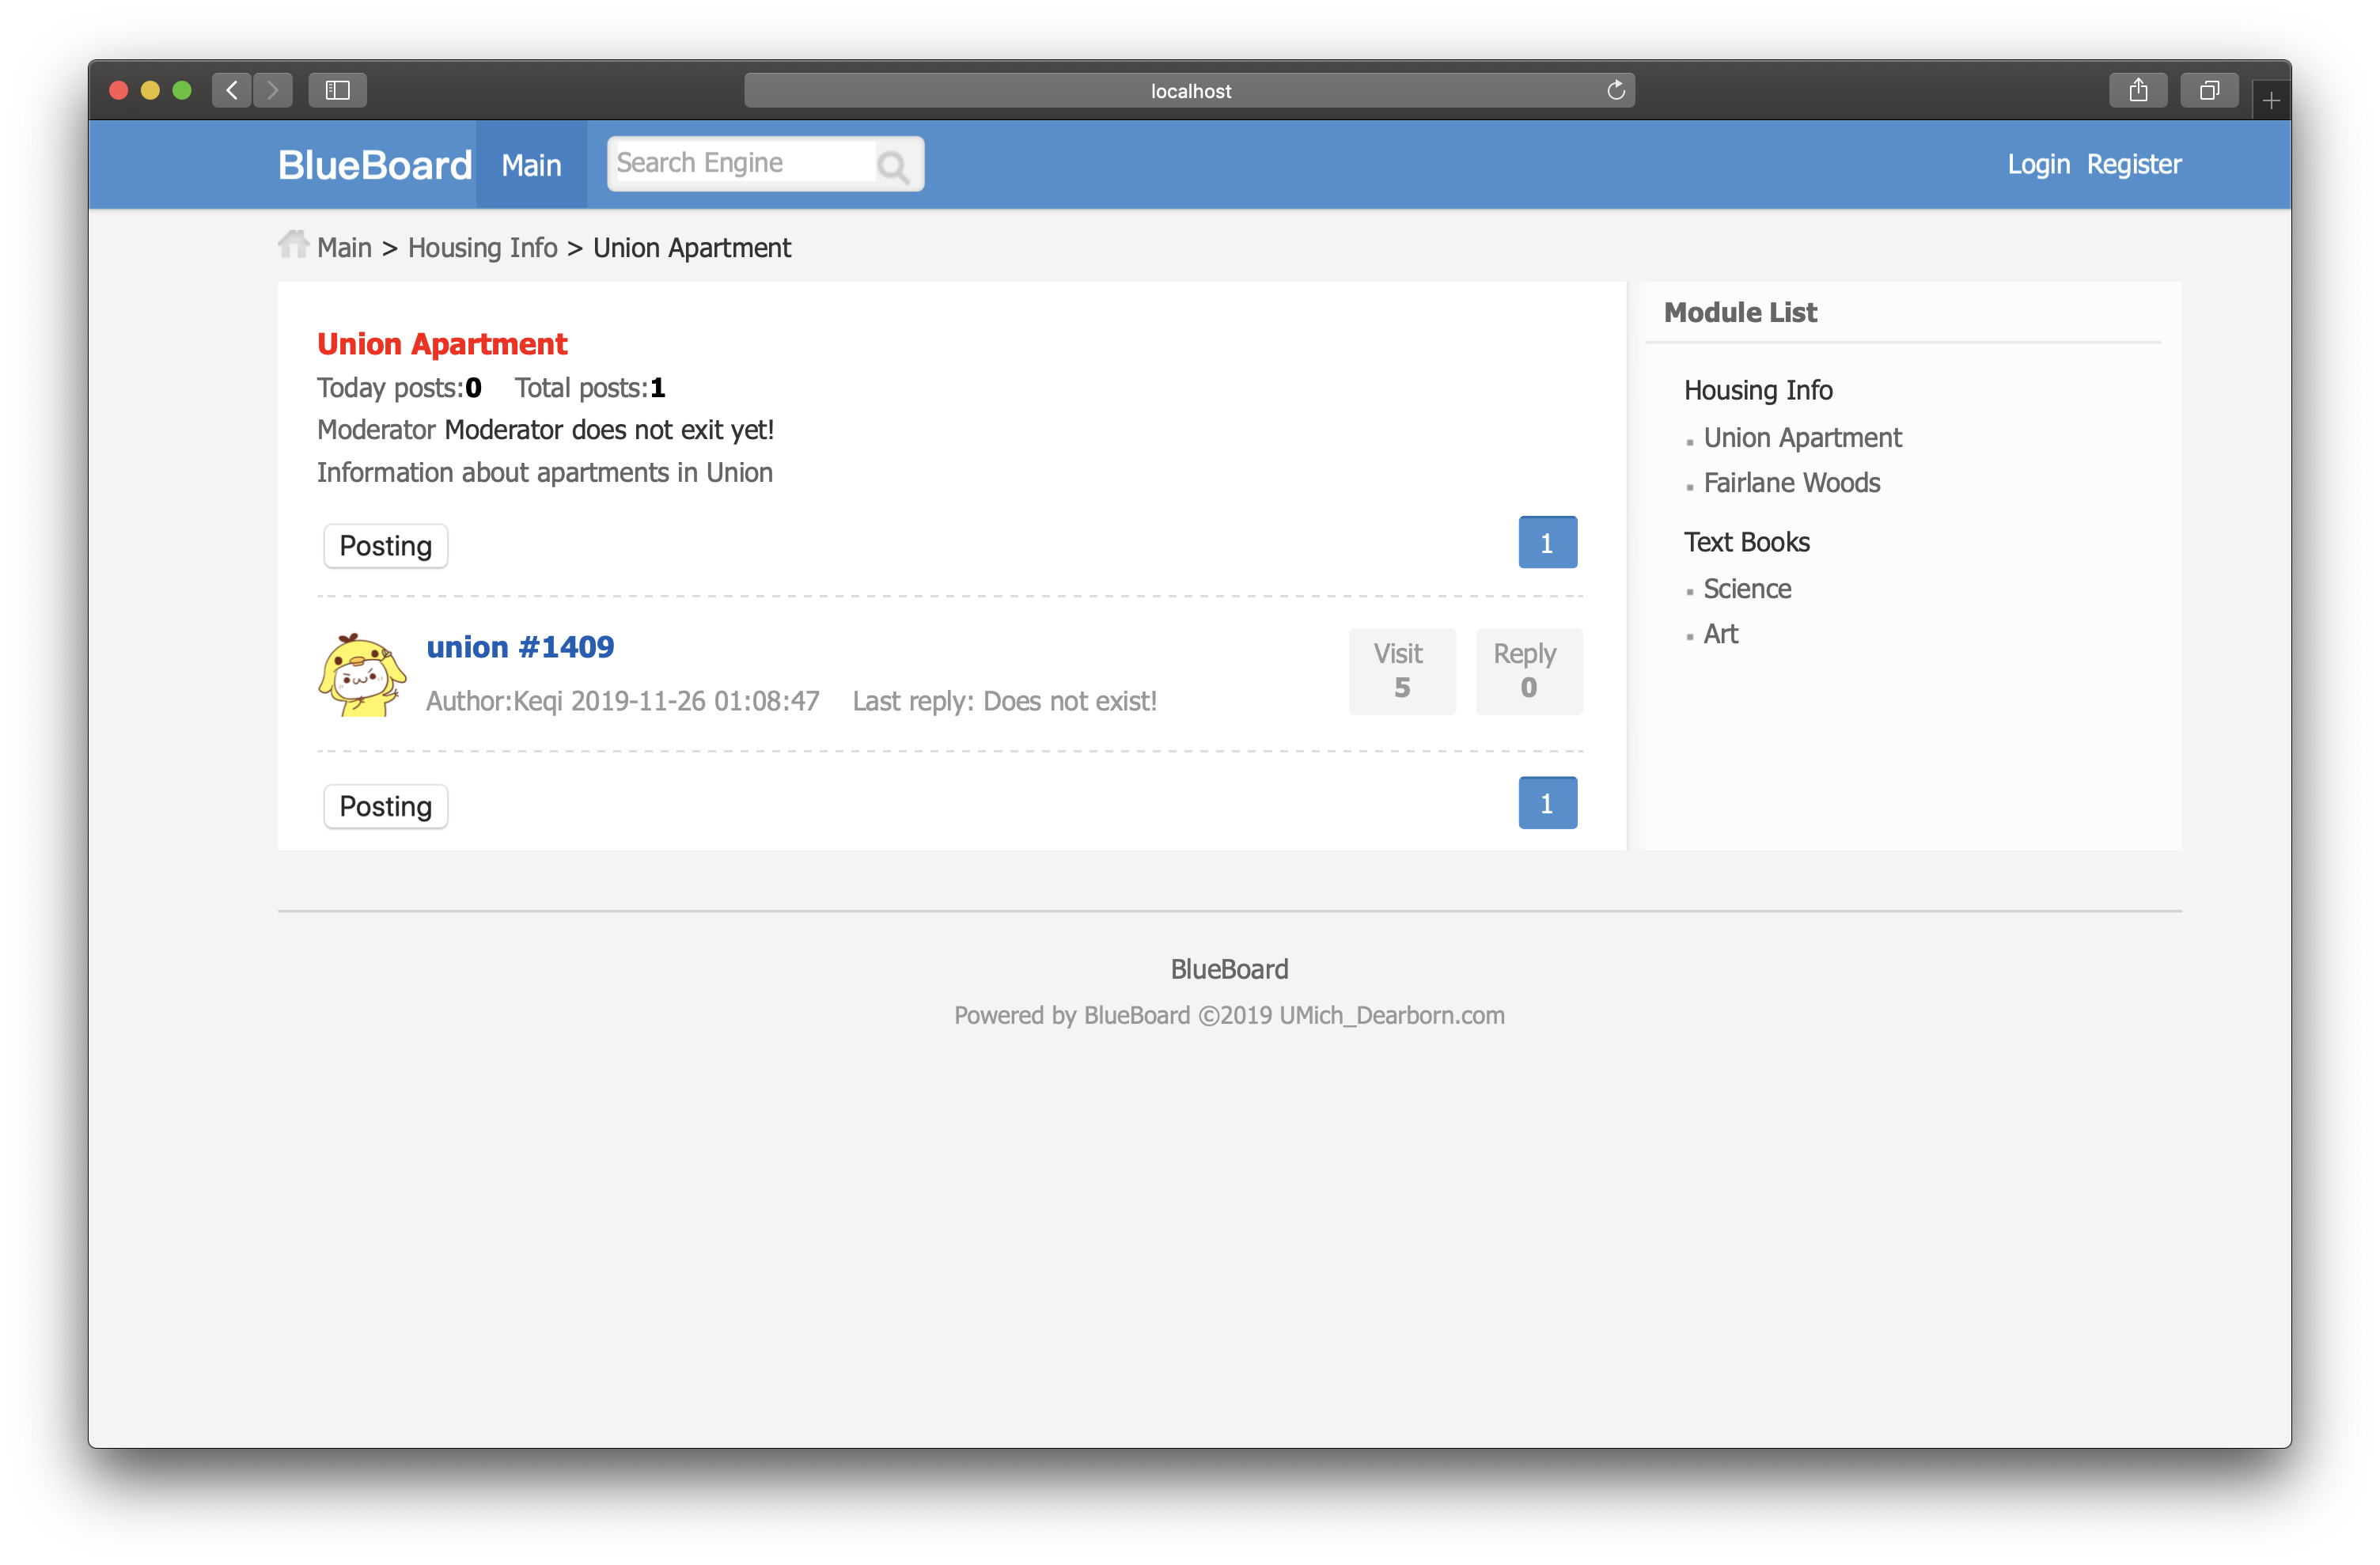 localhost
BlueBoard Main Search Engine Login Register
Main > Housing Info > Union Apartment
Union Apartment
Today posts:0 Total posts:1
Moderator Moderator does not exit yet!
Information about apartments in Union
Posting 1
union #1409
Author:Keqi 2019-11-26 01:08:47 Last reply: Does not exist!
Visit
5
Reply
0
Posting 1
Module List
Housing Info
Union Apartment
Fairlane Woods
Text Books
Science
Art
BlueBoard
Powered by BlueBoard ©2019 UMich_Dearborn.com